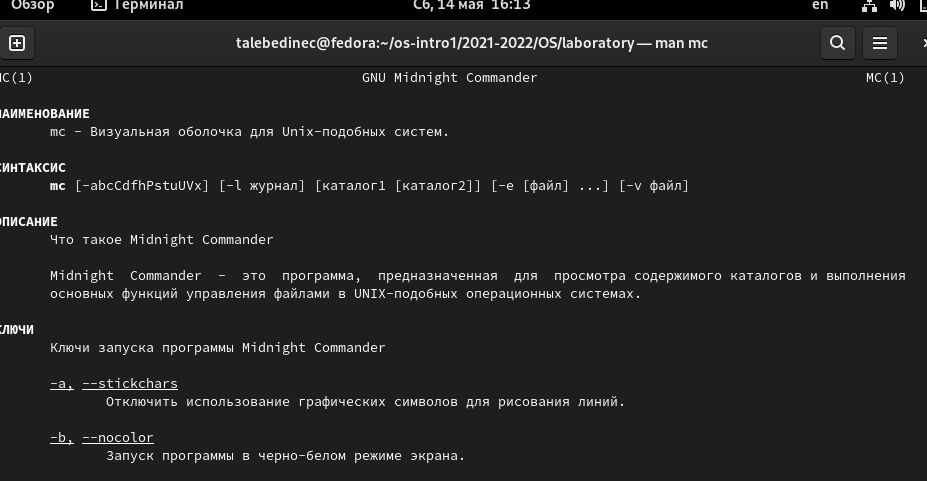 Обзор Терминал Сб, 14 мая 16:13 en
talebedinec@fedora:~/os-intro1/2021-2022/OS/laboratory — man mc
MC(1) GNU Midnight Commander MC(1)
НАИМЕНОВАНИЕ
mc - Визуальная оболочка для Unix-подобных систем.
СИНТАКСИС
mc [-abcCdfhPstuUVx] [-l журнал] [каталог1 [каталог2]] [-e [файл] ...] [-v файл]
ОПИСАНИЕ
Что такое Midnight Commander
Midnight Commander - это программа, предназначенная для просмотра содержимого каталогов и выполнения
основных функций управления файлами в UNIX-подобных операционных системах.
КЛЮЧИ
Ключи запуска программы Midnight Commander
-a, --stickchars
Отключить использование графических символов для рисования линий.
-b, --nocolor
Запуск программы в черно-белом режиме экрана.